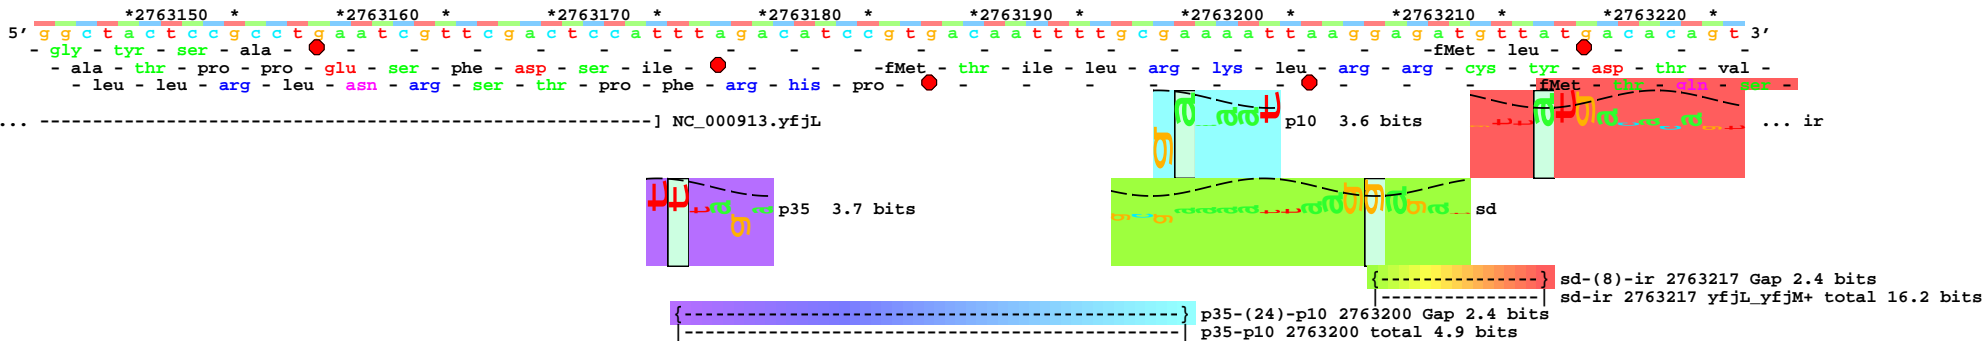 *2763150 * *2763160 * *2763170 * *2763180 * *2763190 * *2763200 * *2763210 * *2763220 *
5' g g c t a c t c c g c c t g a a t c g t t c g a c t c c a t t t a g a c a t c c g t g a c a a t t t t g c g a a a a t t a a g g a g a t g t t a t g a c a c a g t 3'
- gly - tyr - ser - ala - - - - - - - - - - - - - - - - - - -fMet - leu - - - -
- ala - thr - pro - pro - glu - ser - phe - asp - ser - ile - - - -fMet - thr - ile - leu - arg - lys - leu - arg - arg - cys - tyr - asp - thr - val -
- leu - leu - arg - leu - asn - arg - ser - thr - pro - phe - arg - his - pro - - - - - - - - - - fMet - thr - gln - ser -
... -----------------------------------------------------------] NC_000913.yfjL
g a a a a t p10 3.6 bits
t t a t g a c a c a g t ... ir
t t t a g a p35 3.7 bits
g c g a a a a t t a a g g a g a t sd
{---------------} sd-(8)-ir 2763217 Gap 2.4 bits
|---------------| sd-ir 2763217 yfjL_yfjM+ total 16.2 bits
{-----------------------------------------------} p35-(24)-p10 2763200 Gap 2.4 bits
|-----------------------------------------------| p35-p10 2763200 total 4.9 bits